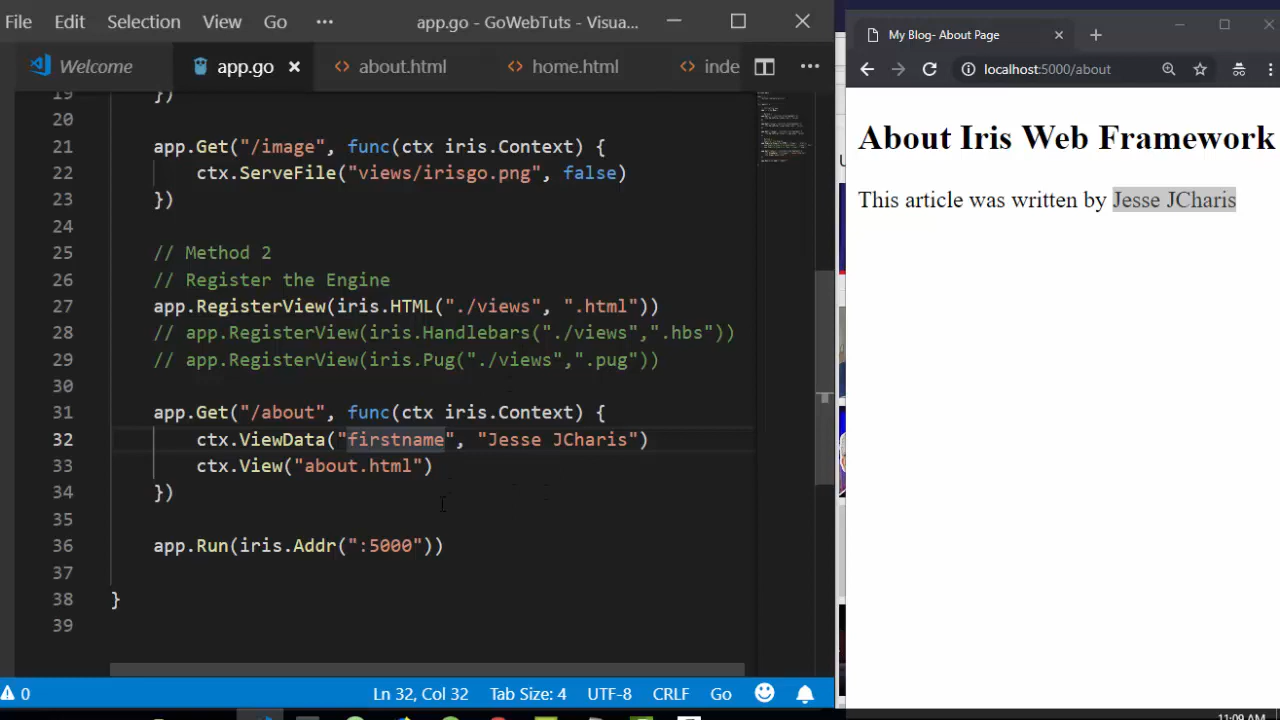 File Edit Selection View Go ··· app.go - GoWebTuts - Visua...
Welcome app.go about.html home.html inde
19 })
20
21 app.Get("/image", func(ctx iris.Context) {
22 ctx.ServeFile("views/irisgo.png", false)
23 })
24
25 // Method 2
26 // Register the Engine
27 app.RegisterView(iris.HTML("./views", ".html"))
28 // app.RegisterView(iris.Handlebars("./views",".hbs"))
29 // app.RegisterView(iris.Pug("./views",".pug"))
30
31 app.Get("/about", func(ctx iris.Context) {
32 ctx.ViewData("firstname", "Jesse JCharis")
33 ctx.View("about.html")
34 })
35
36 app.Run(iris.Addr(":5000"))
37
38 }
39
0 Ln 32, Col 32 Tab Size: 4 UTF-8 CRLF Go
My Blog- About Page
localhost:5000/about
About Iris Web Framework
This article was written by Jesse JCharis
11:09 AM